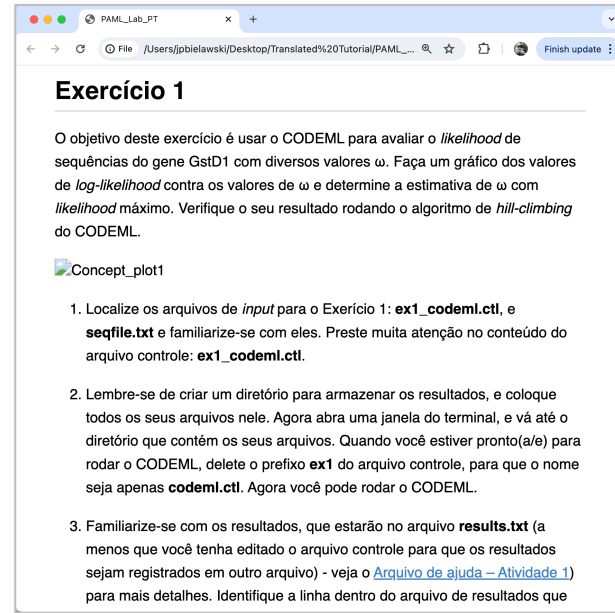 PAML_Lab_PT
File /Users/jpbielawski/Desktop/Translated%20Tutorial/PAML_...
Finish update
Exercício 1
O objetivo deste exercício é usar o CODEML para avaliar o likelihood de
sequências do gene GstD1 com diversos valores ω. Faça um gráfico dos valores
de log-likelihood contra os valores de ω e determine a estimativa de ω com
likelihood máximo. Verifique o seu resultado rodando o algoritmo de hill-climbing
do CODEML.
Concept_plot1
1. Localize os arquivos de input para o Exerício 1: ex1_codeml.ctl, e
seqfile.txt e familiarize-se com eles. Preste muita atenção no conteúdo do
arquivo controle: ex1_codeml.ctl.
2. Lembre-se de criar um diretório para armazenar os resultados, e coloque
todos os seus arquivos nele. Agora abra uma janela do terminal, e vá até o
diretório que contém os seus arquivos. Quando você estiver pronto(a/e) para
rodar o CODEML, delete o prefixo ex1 do arquivo controle, para que o nome
seja apenas codeml.ctl. Agora você pode rodar o CODEML.
3. Familiarize-se com os resultados, que estarão no arquivo results.txt (a
menos que você tenha editado o arquivo controle para que os resultados
sejam registrados em outro arquivo) - veja o Arquivo de ajuda – Atividade 1)
para mais detalhes. Identifique a linha dentro do arquivo de resultados que